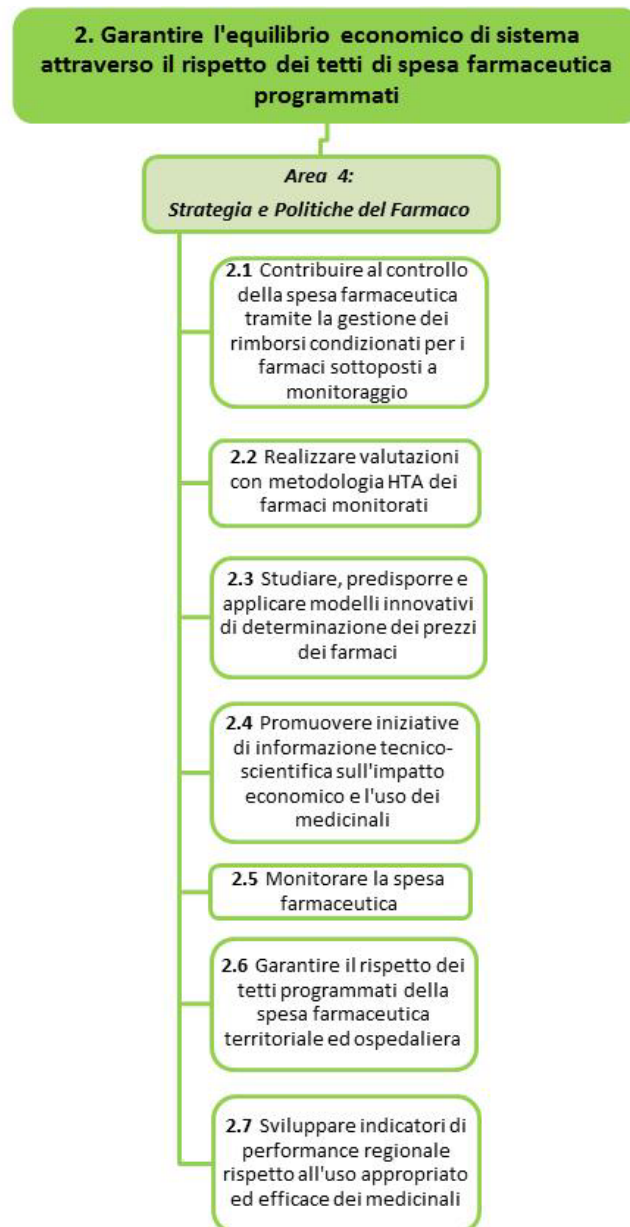 2. Garantire l'equilibrio economico di sistema
attraverso il rispetto dei tetti di spesa farmaceutica
programmati
Area 4:
Strategia e Politiche del Farmaco
2.1 Contribuire al controllo
della spesa farmaceutica
tramite la gestione dei
rimborsi condizionati per i
farmaci sottoposti a
monitoraggio
2.2 Realizzare valutazioni
con metodologia HTA dei
farmaci monitorati
2.3 Studiare, predisporre e
applicare modelli innovativi
di determinazione dei prezzi
dei farmaci
2.4 Promuovere iniziative
di informazione tecnico-
scientifica sull'impatto
economico e l'uso dei
medicinali
2.5 Monitorare la spesa
farmaceutica
2.6 Garantire il rispetto dei
tetti programmati della
spesa farmaceutica
territoriale ed ospedaliera
2.7 Sviluppare indicatori di
performance regionale
rispetto all'uso appropriato
ed efficace dei medicinali